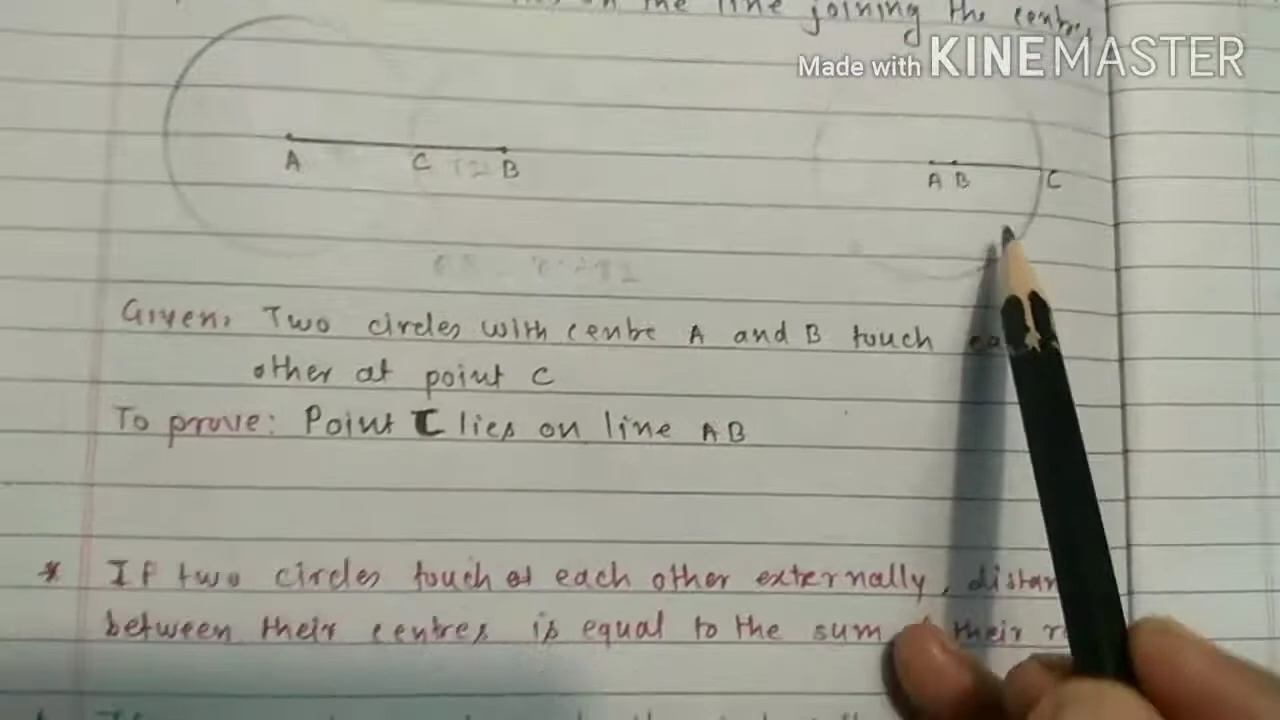 the line joining the centres
Made with KINEMASTER
A C B
A B C
Given: Two circles with centre A and B touch
other at point C
To prove: Point C lies on line AB
* If two circles touch at each other externally, distan
between their centres is equal to the sum their